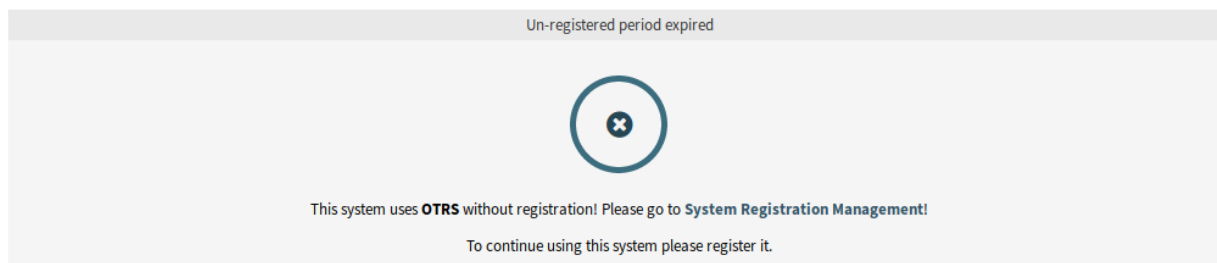 Un-registered period expired
This system uses OTRS without registration! Please go to System Registration Management!
To continue using this system please register it.